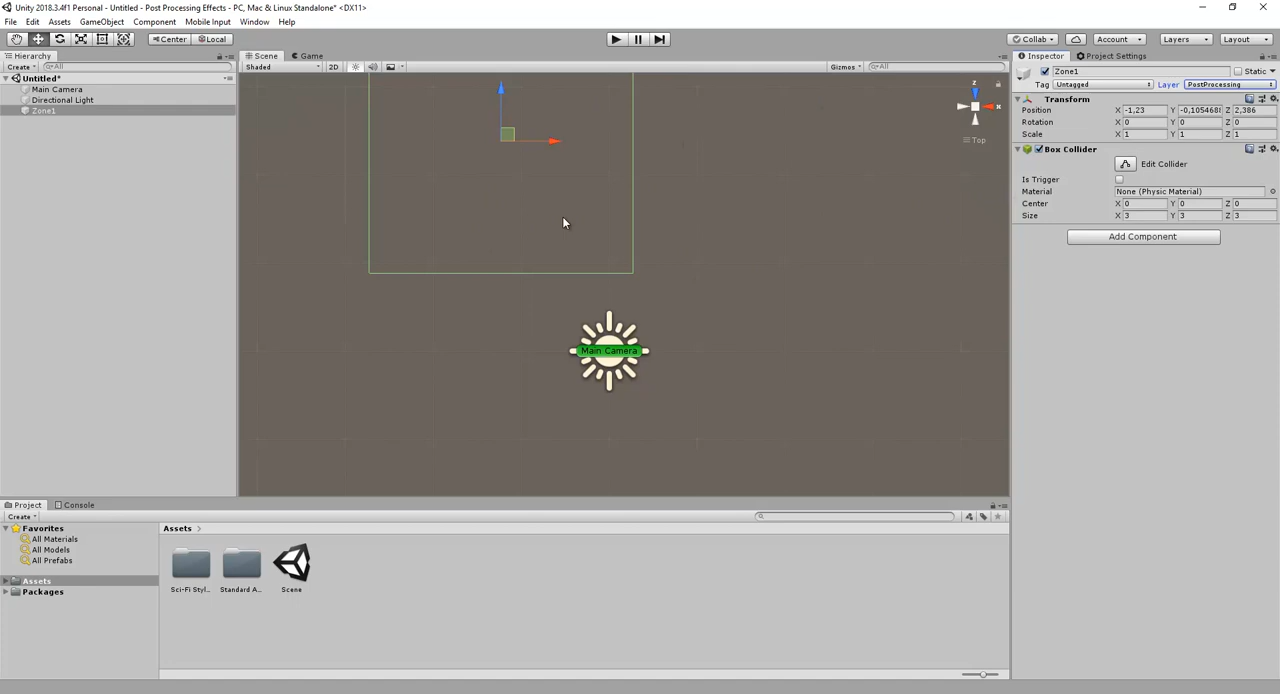 Unity 2018.3.4f1 Personal - Untitled - Post Processing Effects - PC, Mac & Linux Standalone* <DX11>
File Edit Assets GameObject Component Mobile Input Window Help
Center Local Collab Account Layers Layout
Hierarchy Scene Game Inspector Project Settings
Create All Shaded 2D Gizmos All Zone1 Static
Untitled*
Main Camera
Directional Light
Zone1
Tag Untagged Layer PostProcessing
Transform
Position X -1,23 Y -0,1054688 Z 2,386
Rotation X 0 Y 0 Z 0
Scale X 1 Y 1 Z 1
z
x
Top
Box Collider
Edit Collider
Is Trigger
Material None (Physic Material)
Center X 0 Y 0 Z 0
Size X 3 Y 3 Z 3
Add Component
Main Camera
Project Console
Create
Favorites
All Materials
All Models
All Prefabs
Assets
Packages
Assets
Sci-Fi Styl... Standard A... Scene